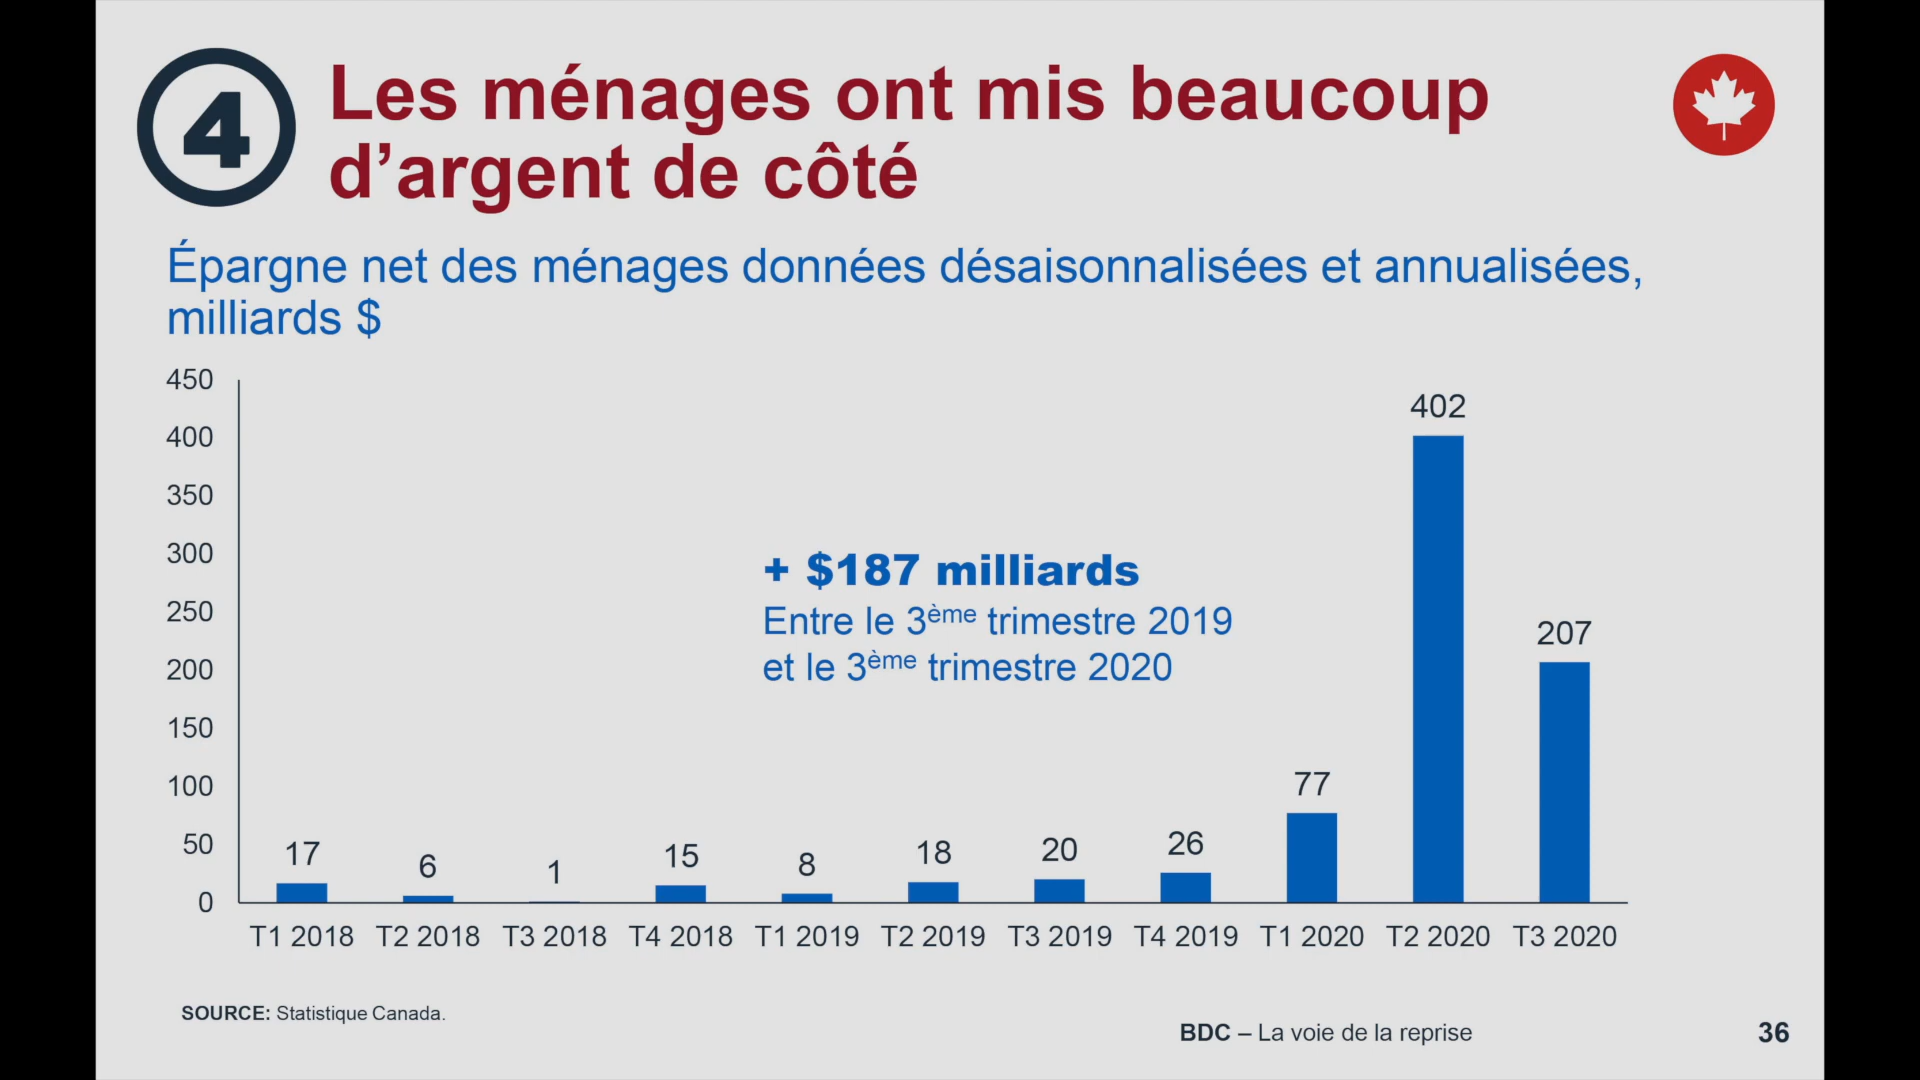 4
Les ménages ont mis beaucoup
d’argent de côté
Épargne net des ménages données désaisonnalisées et annualisées,
milliards $
450
400
350
300
250
200
150
100
50
0
17
6
1
15
8
18
20
26
77
402
207
+ $187 milliards
Entre le 3ème trimestre 2019
et le 3ème trimestre 2020
T1 2018 T2 2018 T3 2018 T4 2018 T1 2019 T2 2019 T3 2019 T4 2019 T1 2020 T2 2020 T3 2020
SOURCE: Statistique Canada.
BDC – La voie de la reprise
36